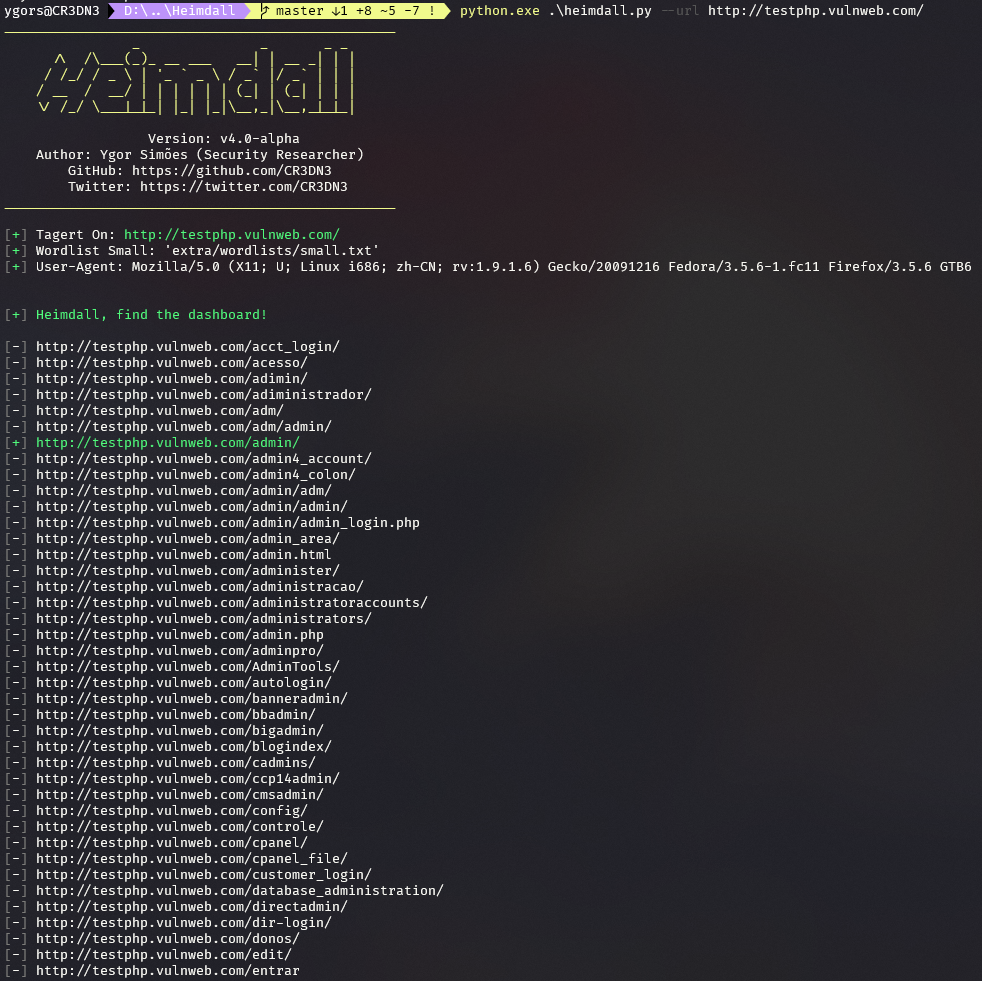 ygors@CR3DN3 D:\..\Heimdall master ↓1 +8 ~5 -7 ! python.exe .\heimdall.py --url http://testphp.vulnweb.com/
Heimdall
Version: v4.0-alpha
Author: Ygor Simões (Security Researcher)
GitHub: https://github.com/CR3DN3
Twitter: https://twitter.com/CR3DN3
[+] Tagert On: http://testphp.vulnweb.com/
[+] Wordlist Small: 'extra/wordlists/small.txt'
[+] User-Agent: Mozilla/5.0 (X11; U; Linux i686; zh-CN; rv:1.9.1.6) Gecko/20091216 Fedora/3.5.6-1.fc11 Firefox/3.5.6 GTB6
[+] Heimdall, find the dashboard!
[-] http://testphp.vulnweb.com/acct_login/
[-] http://testphp.vulnweb.com/acesso/
[-] http://testphp.vulnweb.com/adimin/
[-] http://testphp.vulnweb.com/adiministrador/
[-] http://testphp.vulnweb.com/adm/
[-] http://testphp.vulnweb.com/adm/admin/
[+] http://testphp.vulnweb.com/admin/
[-] http://testphp.vulnweb.com/admin4_account/
[-] http://testphp.vulnweb.com/admin4_colon/
[-] http://testphp.vulnweb.com/admin/adm/
[-] http://testphp.vulnweb.com/admin/admin/
[-] http://testphp.vulnweb.com/admin/admin_login.php
[-] http://testphp.vulnweb.com/admin_area/
[-] http://testphp.vulnweb.com/admin.html
[-] http://testphp.vulnweb.com/administer/
[-] http://testphp.vulnweb.com/administracao/
[-] http://testphp.vulnweb.com/administratoraccounts/
[-] http://testphp.vulnweb.com/administrators/
[-] http://testphp.vulnweb.com/admin.php
[-] http://testphp.vulnweb.com/adminpro/
[-] http://testphp.vulnweb.com/AdminTools/
[-] http://testphp.vulnweb.com/autologin/
[-] http://testphp.vulnweb.com/banneradmin/
[-] http://testphp.vulnweb.com/bbadmin/
[-] http://testphp.vulnweb.com/bigadmin/
[-] http://testphp.vulnweb.com/blogindex/
[-] http://testphp.vulnweb.com/cadmins/
[-] http://testphp.vulnweb.com/ccp14admin/
[-] http://testphp.vulnweb.com/cmsadmin/
[-] http://testphp.vulnweb.com/config/
[-] http://testphp.vulnweb.com/controle/
[-] http://testphp.vulnweb.com/cpanel/
[-] http://testphp.vulnweb.com/cpanel_file/
[-] http://testphp.vulnweb.com/customer_login/
[-] http://testphp.vulnweb.com/database_administration/
[-] http://testphp.vulnweb.com/directadmin/
[-] http://testphp.vulnweb.com/dir-login/
[-] http://testphp.vulnweb.com/donos/
[-] http://testphp.vulnweb.com/edit/
[-] http://testphp.vulnweb.com/entrar